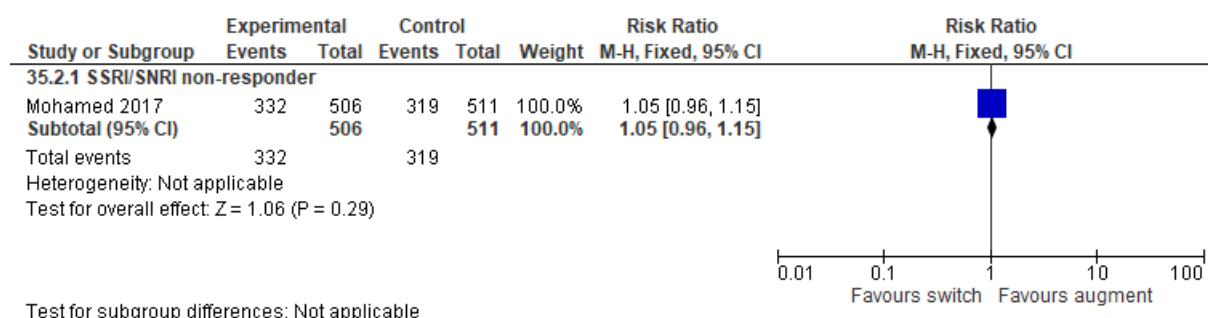 Experimental Control Risk Ratio Risk Ratio
Study or Subgroup Events Total Events Total Weight M-H, Fixed, 95% CI M-H, Fixed, 95% CI
35.2.1 SSRI/SNRI non-responder
Mohamed 2017 332 506 319 511 100.0% 1.05 [0.96, 1.15]
Subtotal (95% CI) 506 511 100.0% 1.05 [0.96, 1.15]
Total events 332 319
Heterogeneity: Not applicable
Test for overall effect: Z = 1.06 (P = 0.29)
0.01 0.1 1 10 100
Favours switch Favours augment
Test for subgroup differences: Not applicable